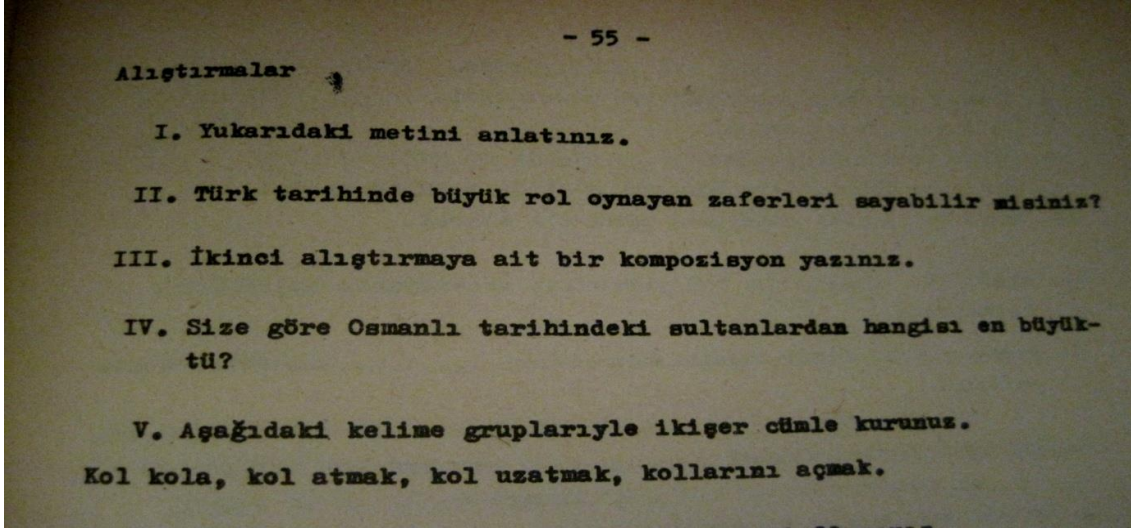 - 55 -
Alıştırmalar
I. Yukarıdaki metini anlatınız.
II. Türk tarihinde büyük rol oynayan zaferleri sayabilir misiniz?
III. İkinci alıştırmaya ait bir kompozisyon yazınız.
IV. Size göre Osmanlı tarihindeki sultanlardan hangisi en büyük-
tü?
V. Aşağıdaki kelime gruplarıyle ikişer cümle kurunuz.
Kol kola, kol atmak, kol uzatmak, kollarını açmak.